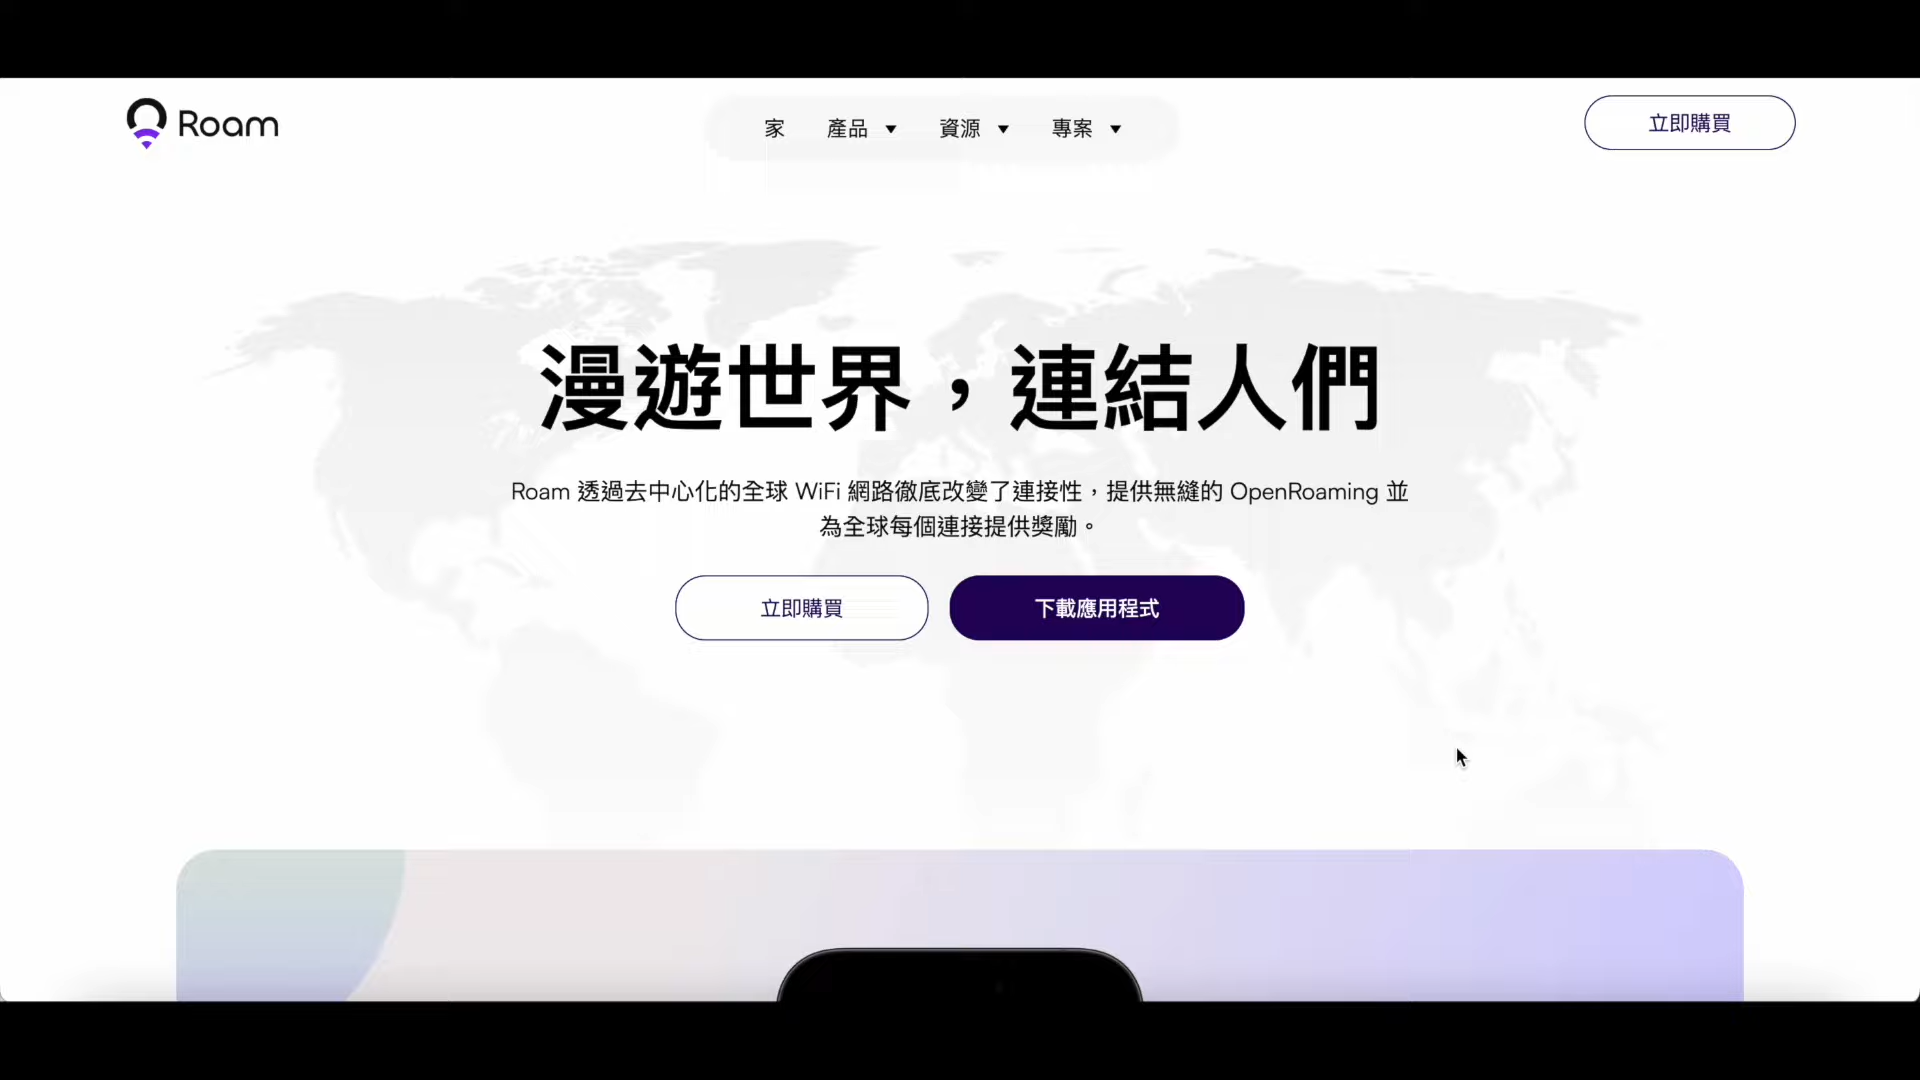 Roam
家 產品 資源 專案
立即購買
漫遊世界，連結人們
Roam 透過去中心化的全球 WiFi 網路徹底改變了連接性，提供無縫的 OpenRoaming 並
為全球每個連接提供獎勵。
立即購買
下載應用程式